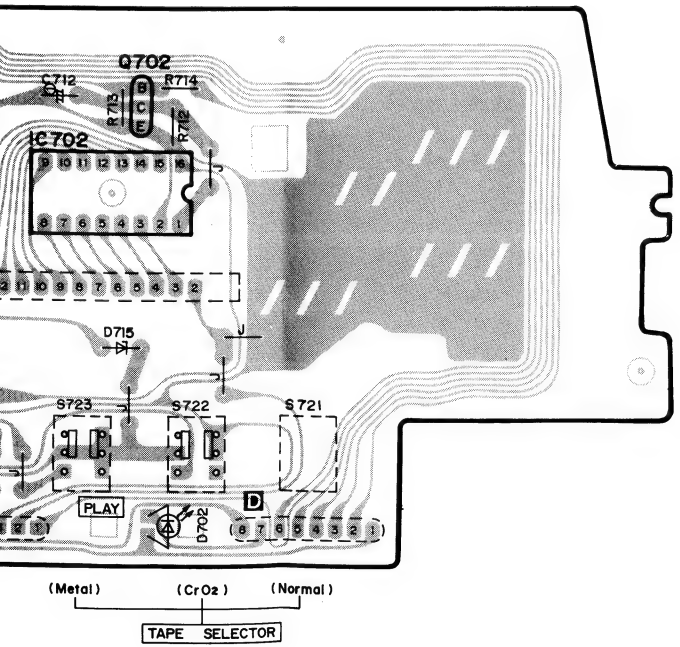 Q702
C712
R714
B
C
E
R713
R712
IC702
9 10 11 12 13 14 15 16
J
8 7 6 5 4 3 2 1
2 11 10 9 8 7 6 5 4 3 2
J
D715
J
S723
S722
S721
J
J
PLAY
D702
D
2 1
8 7 6 5 4 3 2 1
(Metal)
(CrO2)
(Normal)
TAPE SELECTOR